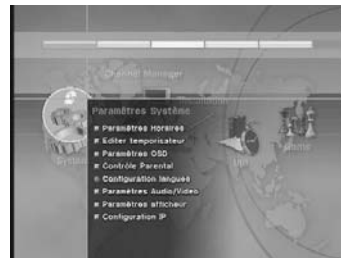 Channel Manager
Paramètres Système
Paramètres Horaires
Editer temporicateur
Paramètres OSD
Contrôle Parental
Configuration langues
Paramètres Audio/Video
Paramètres afficheur
Configuration IP